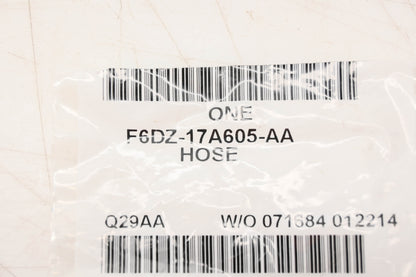 ONE
F6DZ-17A605-AA
HOSE
Q29AA W/O 071684 012214